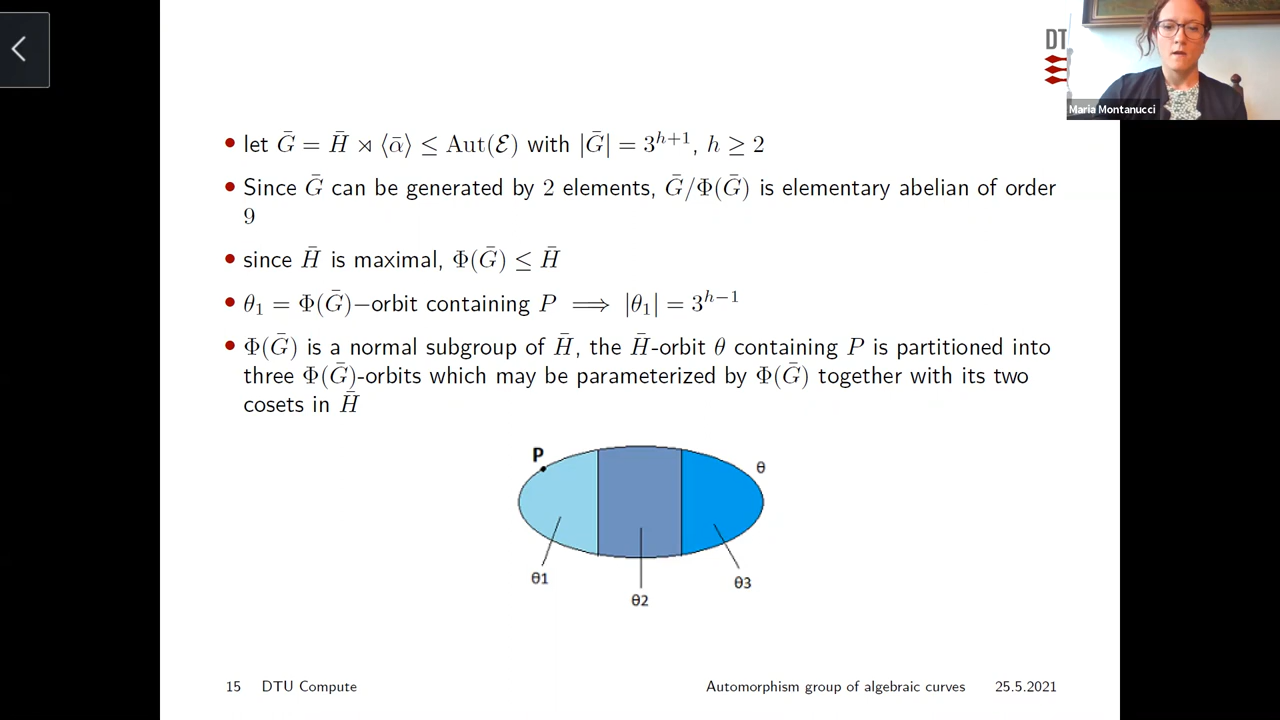 DT
Maria Montanucci
• let Ḡ = H̄ ⋊ ⟨ᾱ⟩ ≤ Aut(ℰ) with |Ḡ| = 3^{h+1}, h ≥ 2
• Since Ḡ can be generated by 2 elements, Ḡ/Φ(Ḡ) is elementary abelian of order
9
• since H̄ is maximal, Φ(Ḡ) ≤ H̄
• θ₁ = Φ(Ḡ)−orbit containing P ⟹ |θ₁| = 3^{h−1}
• Φ(Ḡ) is a normal subgroup of H̄, the H̄-orbit θ containing P is partitioned into
three Φ(Ḡ)-orbits which may be parameterized by Φ(Ḡ) together with its two
cosets in H̄
P
θ
θ1
θ2
θ3
15 DTU Compute Automorphism group of algebraic curves 25.5.2021